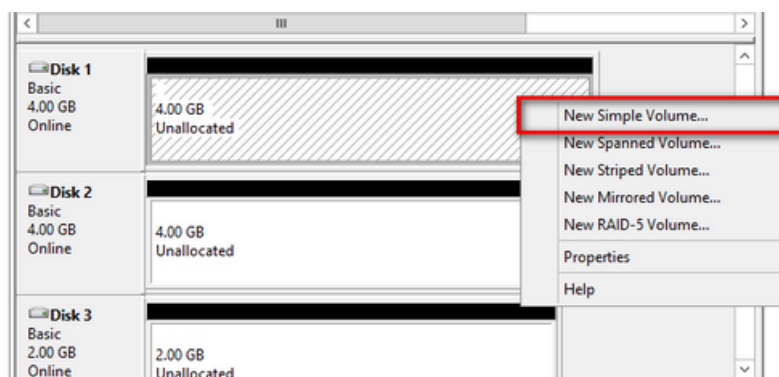 Disk 1
Basic
4.00 GB
Online
4.00 GB
Unallocated
New Simple Volume...
New Spanned Volume...
New Striped Volume...
New Mirrored Volume...
New RAID-5 Volume...
Properties
Help
Disk 2
Basic
4.00 GB
Online
4.00 GB
Unallocated
Disk 3
Basic
2.00 GB
Online
2.00 GB
Unallocated